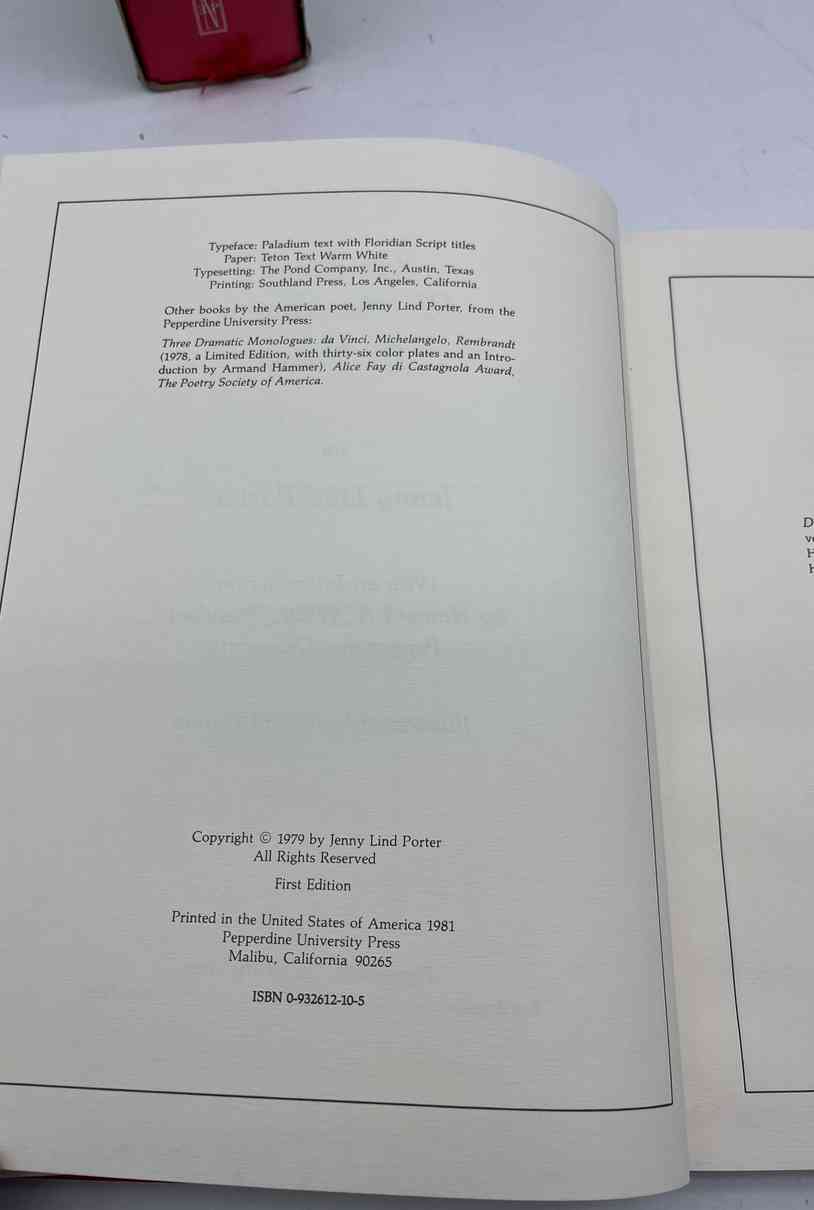 Typeface: Paladium text with Floridian Script titles
Paper: Teton Text Warm White
Typesetting: The Pond Company, Inc., Austin, Texas
Printing: Southland Press, Los Angeles, California
Other books by the American poet, Jenny Lind Porter, from the
Pepperdine University Press:
Three Dramatic Monologues: da Vinci, Michelangelo, Rembrandt
(1978, a Limited Edition, with thirty-six color plates and an Intro-
duction by Armand Hammer), Alice Fay di Castagnola Award,
The Poetry Society of America.
Copyright © 1979 by Jenny Lind Porter
All Rights Reserved
First Edition
Printed in the United States of America 1981
Pepperdine University Press
Malibu, California 90265
ISBN 0-932612-10-5